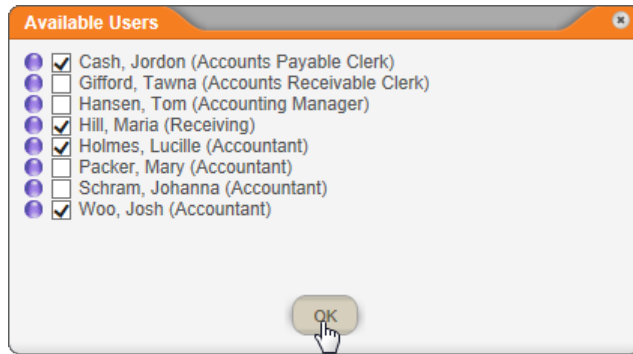 Available Users
Cash, Jordon (Accounts Payable Clerk)
Gifford, Tawna (Accounts Receivable Clerk)
Hansen, Tom (Accounting Manager)
Hill, Maria (Receiving)
Holmes, Lucille (Accountant)
Packer, Mary (Accountant)
Schram, Johanna (Accountant)
Woo, Josh (Accountant)
OK